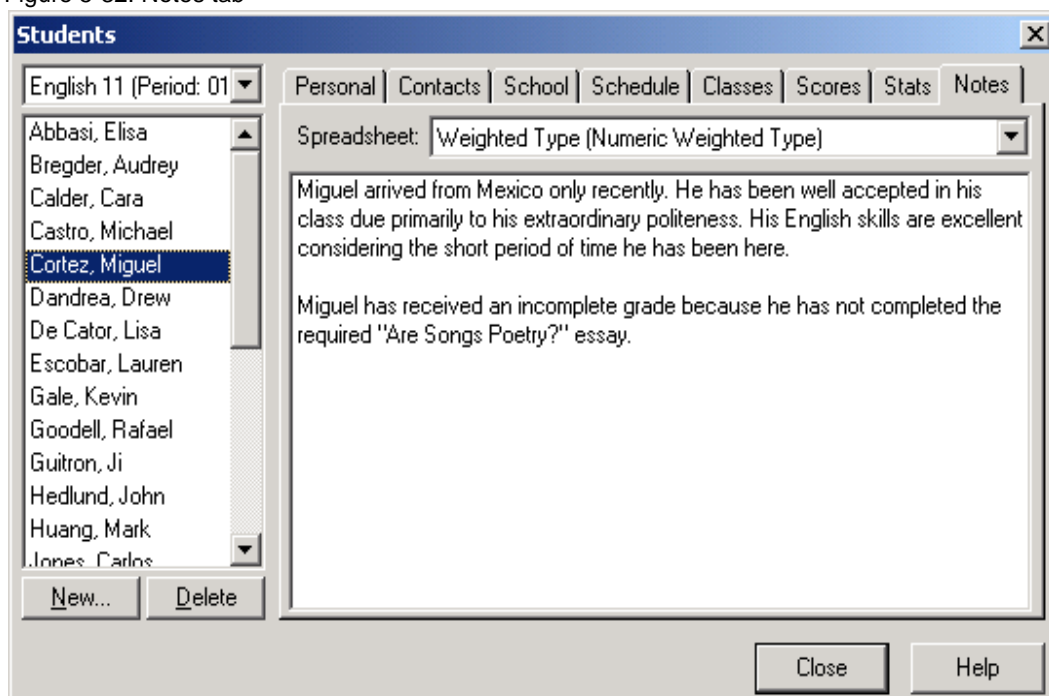 Figure 3-32. Notes tab
Students
English 11 (Period: 01
Personal Contacts School Schedule Classes Scores Stats Notes
Spreadsheet: Weighted Type (Numeric Weighted Type)
Abbasi, Elisa
Bregder, Audrey
Calder, Cara
Castro, Michael
Cortez, Miguel
Dandrea, Drew
De Cator, Lisa
Escobar, Lauren
Gale, Kevin
Goodell, Rafael
Guitron, Ji
Hedlund, John
Huang, Mark
Jones, Carlos
Miguel arrived from Mexico only recently. He has been well accepted in his
class due primarily to his extraordinary politeness. His English skills are excellent
considering the short period of time he has been here.
Miguel has received an incomplete grade because he has not completed the
required "Are Songs Poetry?" essay.
New... Delete
Close Help